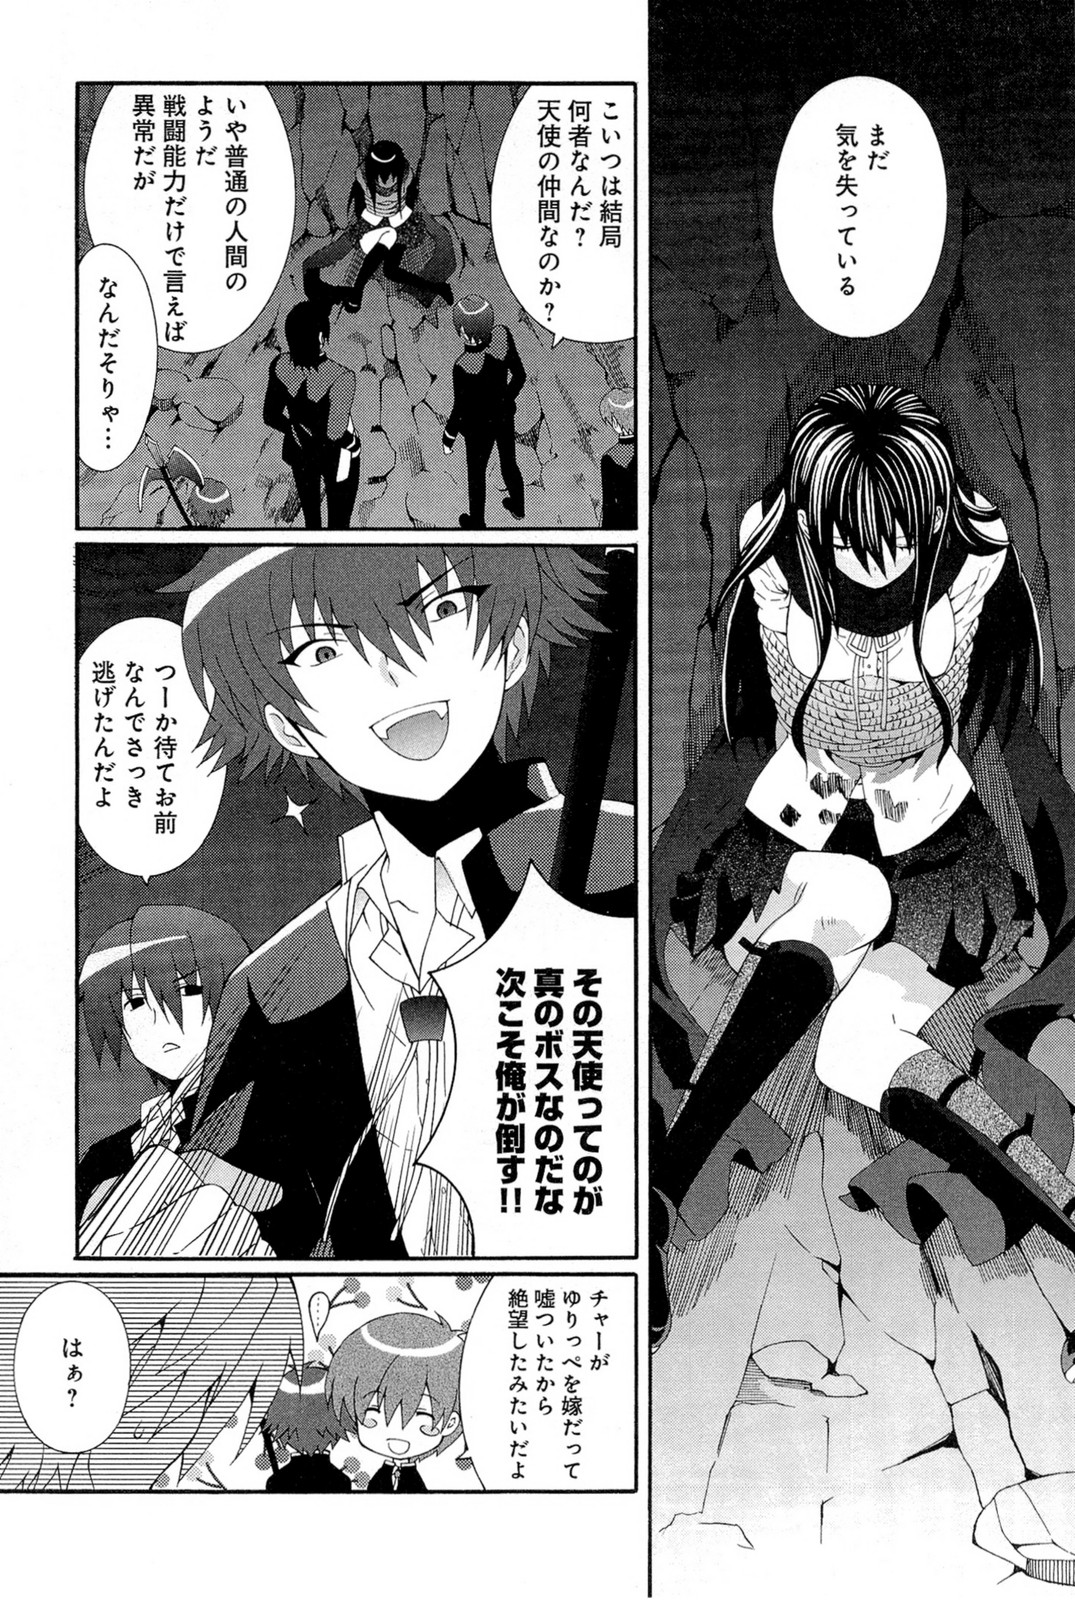 まだ
気を失っている
こいつは結局
何者なんだ？
天使の仲間なのか？
いや普通の人間の
ようだ
戦闘能力だけで言えば
異常だが
なんだそりゃ…
その天使ってのが
真のボスなのだな
次こそ俺が倒す!!
つーか待てお前
なんでさっき
逃げたんだよ
チャーが
ゆりっぺを嫁だって
嘘ついたから
絶望したみたいだよ
……
はぁ？